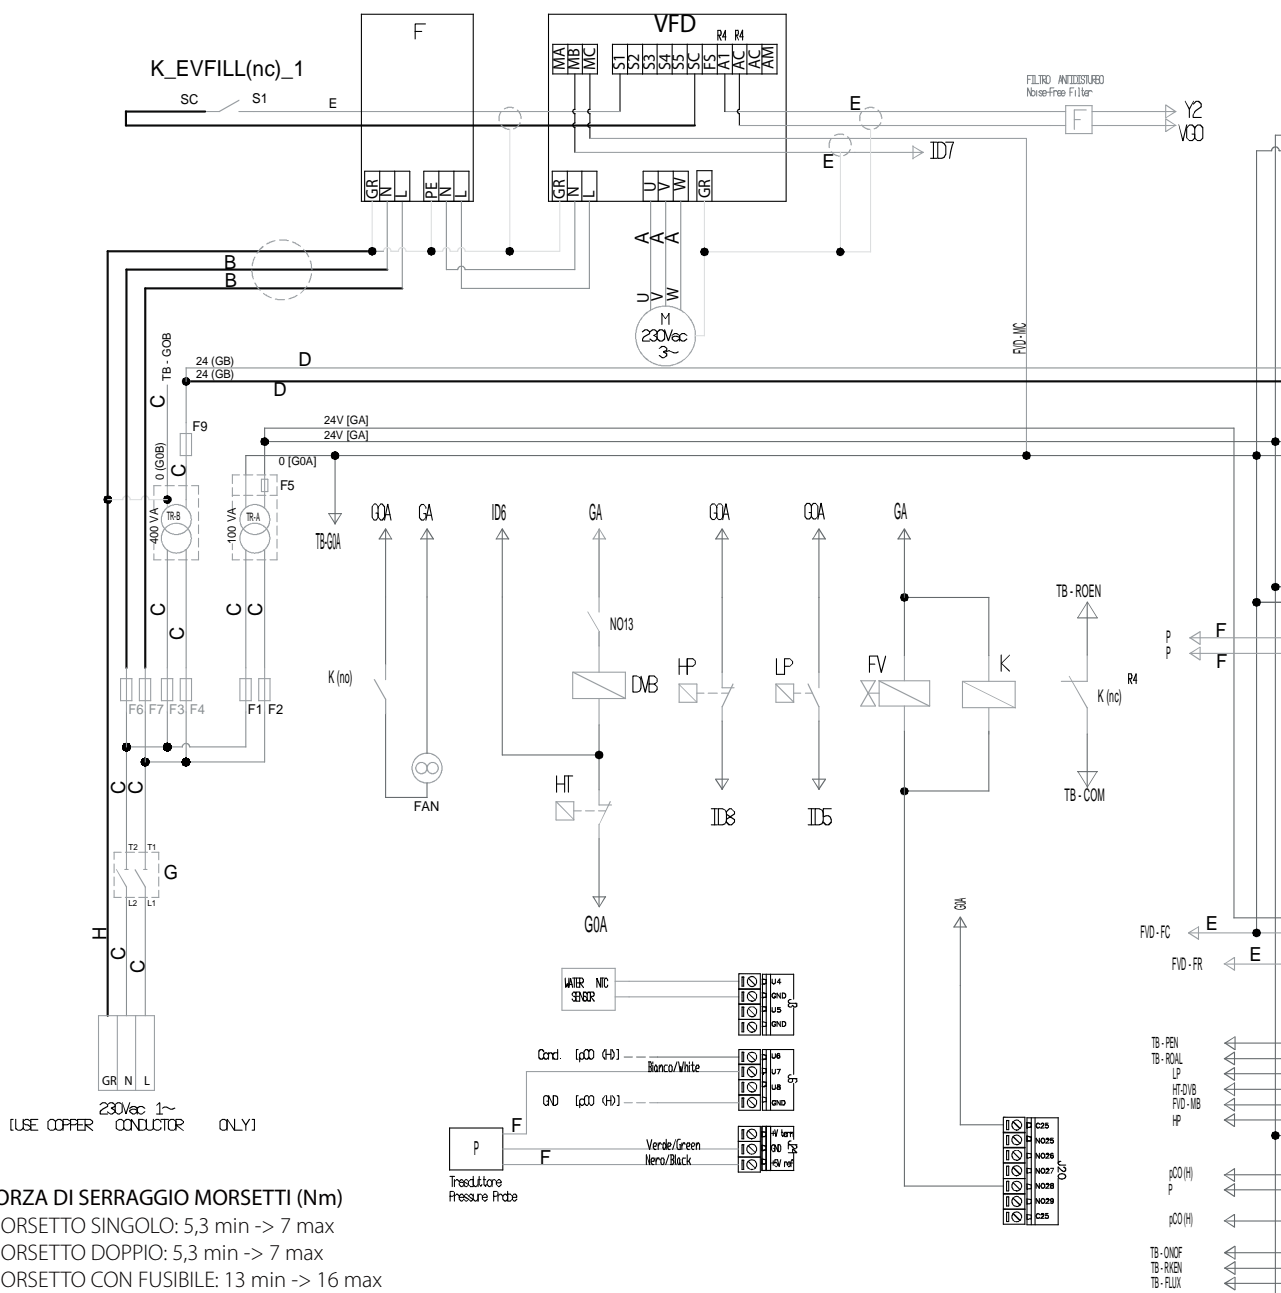 F
VFD
K_EVFILL(nc)_1
SC
S1
E
MA
MB
MC
S1
S2
S3
S4
S5
SC
FS
A1
AC
AC
AM
R4 R4
FILTRO ANTIDISTURBO
Noise-Free Filter
F
Y2
VG0
E
E
ID7
GR
N
L
PE
N
L
GR
N
L
U
V
W
GR
A
A
A
U
V
W
M
230Vac
3~
B
B
FVD-MC
TB - GOB
24 (GB)
24 (GB)
D
D
C
F9
24V [GA]
24V [GA]
0 (G0B)
C
0 [G0A]
F5
400 VA
TR-B
100 VA
TR-A
TB-G0A
G0A
GA
ID6
GA
G0A
G0A
GA
C
C
C
C
NO13
K (no)
DVB
HP
LP
FV
K
TB - ROEN
K (nc)
R4
TB - COM
P
P
F
F
F6
F7
F3
F4
F1
F2
FAN
HT
ID8
ID5
G0A
C
C
T2
T1
G
L2
L1
H
C
C
GR
N
L
230Vac 1~
[USE COPPER CONDUCTOR ONLY]
G0A
FVD - FC
E
FVD - FR
E
WATER NTC
SENSOR
U4
GND
U5
GND
J3
Cond. [pCO (H)]
Bianco/White
GND [pCO (H)]
U6
U7
U8
GND
J5
F
P
F
Verde/Green
Nero/Black
+V term
GND
+5V ref
Trasduttore
Pressure Probe
C25
NO25
NO26
NO27
NO28
NO29
C25
J20
TB - PEN
TB - ROAL
LP
HT-DVB
FVD - MB
HP
pCO (H)
P
pCO (H)
TB - ONOF
TB - RKEN
TB - FLUX
ORZA DI SERRAGGIO MORSETTI (Nm)
ORSETTO SINGOLO: 5,3 min -> 7 max
ORSETTO DOPPIO: 5,3 min -> 7 max
ORSETTO CON FUSIBILE: 13 min -> 16 max